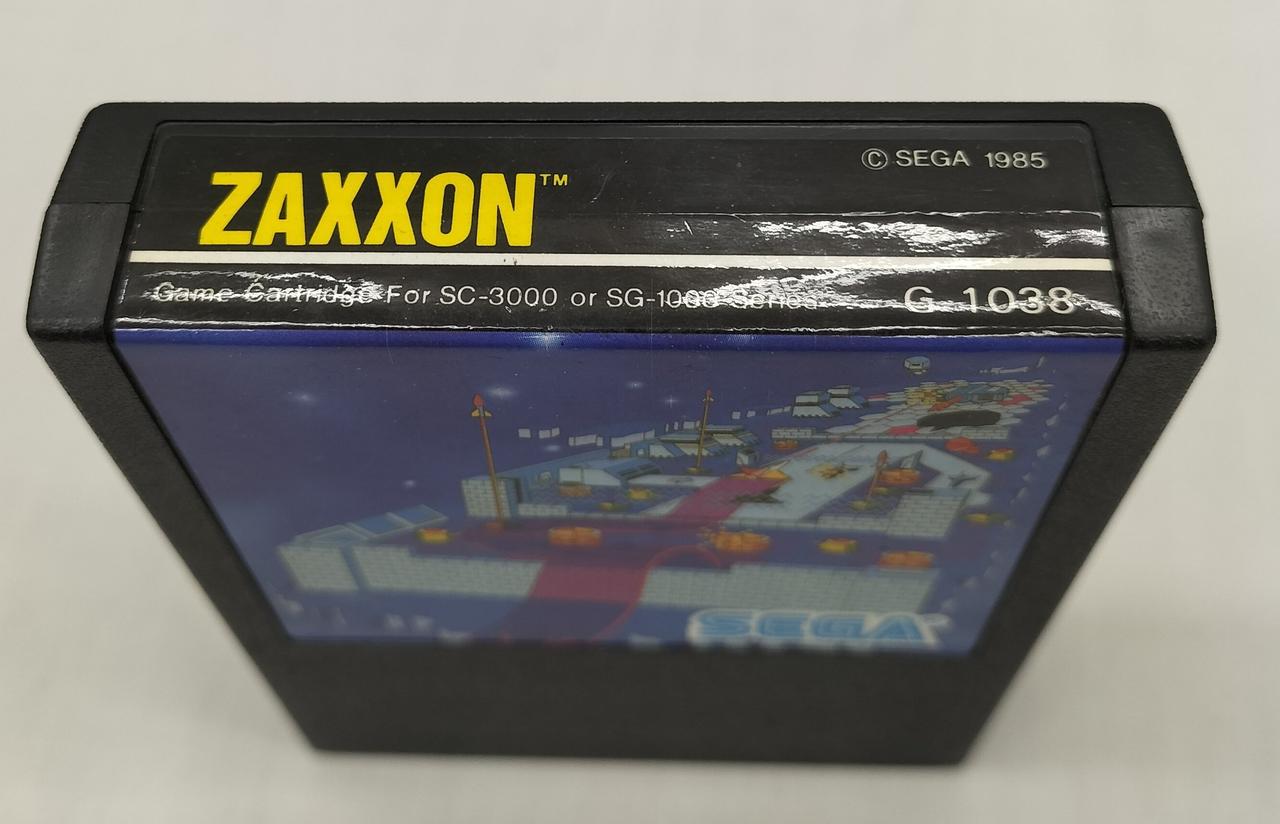 © SEGA 1985
ZAXXON™
Game Cartridge For SC-3000 or SG-1000 Series
G-1038
SEGA®